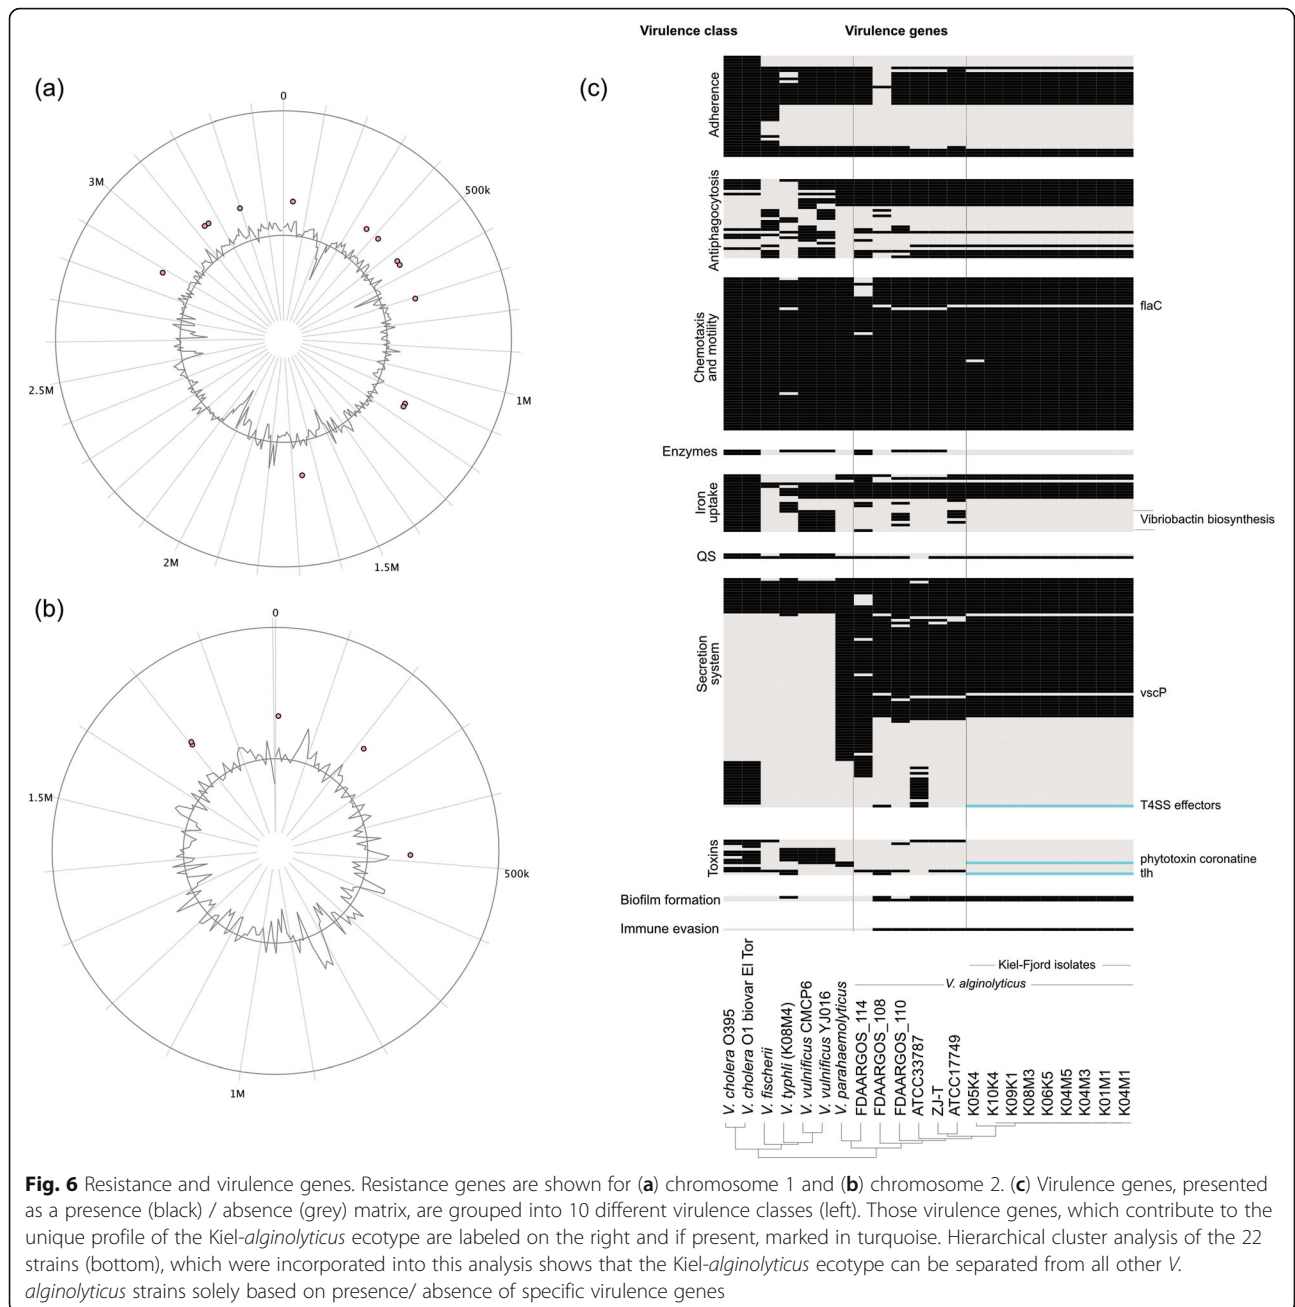 Virulence class
Virulence genes
(a)
0
500k
1M
1.5M
2M
2.5M
3M
(b)
0
500k
1M
1.5M
(c)
Adherence
Antiphagocytosis
Chemotaxis
and motility
flaC
Enzymes
Iron
uptake
Vibriobactin biosynthesis
QS
Secretion
system
vscP
T4SS effectors
Toxins
phytotoxin coronatine
tlh
Biofilm formation
Immune evasion
Kiel-Fjord isolates
V. alginolyticus
V. cholera O395
V. cholera O1 biovar El Tor
V. fischerii
V. typhli (K08M4)
V. vulnificus CMCP6
V. vulnificus YJ016
V. parahaemolyticus
FDAARGOS_114
FDAARGOS_108
FDAARGOS_110
ATCC33787
ZJ-T
ATCC17749
K05K4
K10K4
K09K1
K08M3
K06K5
K04M5
K04M3
K01M1
K04M1
Fig. 6 Resistance and virulence genes. Resistance genes are shown for (a) chromosome 1 and (b) chromosome 2. (c) Virulence genes, presented
as a presence (black) / absence (grey) matrix, are grouped into 10 different virulence classes (left). Those virulence genes, which contribute to the
unique profile of the Kiel-alginolyticus ecotype are labeled on the right and if present, marked in turquoise. Hierarchical cluster analysis of the 22
strains (bottom), which were incorporated into this analysis shows that the Kiel-alginolyticus ecotype can be separated from all other V.
alginolyticus strains solely based on presence/ absence of specific virulence genes